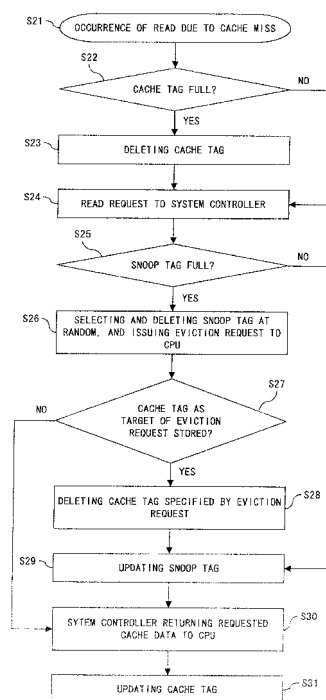 S21
OCCURRENCE OF READ DUE TO CACHE MISS
S22
CACHE TAG FULL?
NO
YES
S23
DELETING CACHE TAG
S24
READ REQUEST TO SYSTEM CONTROLLER
S25
SNOOP TAG FULL?
NO
YES
S26
SELECTING AND DELETING SNOOP TAG AT
RANDOM, AND ISSUING EVICTION REQUEST TO
CPU
S27
NO
CACHE TAG AS
TARGET OF EVICTION
REQUEST STORED?
YES
S28
DELETING CACHE TAG SPECIFIED BY EVICTION
REQUEST
S29
UPDATING SNOOP TAG
S30
SYTEM CONTROLLER RETURNING REQUESTED
CACHE DATA TO CPU
S31
UPDATING CACHE TAG